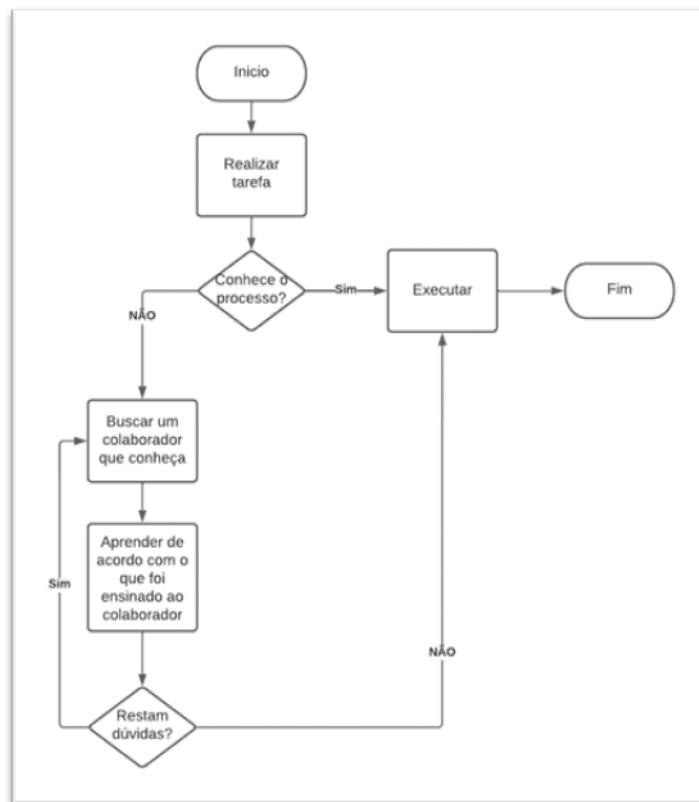 Inicio
Realizar
tarefa
Conhece o
processo?
Sim
Executar
Fim
NÃO
Buscar um
colaborador
que conheça
Aprender de
acordo com o
que foi
ensinado ao
colaborador
Sim
NÃO
Restam
dúvidas?